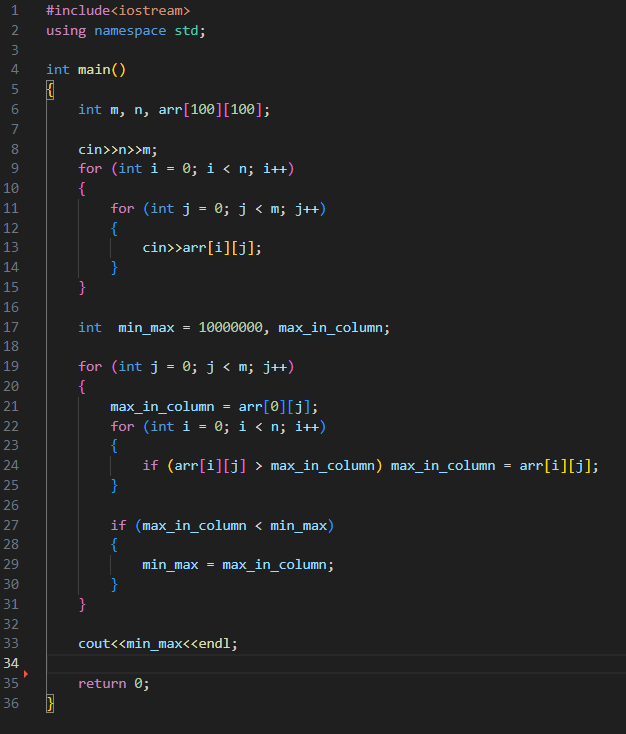 1 #include<iostream>
2 using namespace std;
3
4 int main()
5 {
6 int m, n, arr[100][100];
7
8 cin>>n>>m;
9 for (int i = 0; i < n; i++)
10 {
11 for (int j = 0; j < m; j++)
12 {
13 cin>>arr[i][j];
14 }
15 }
16
17 int  min_max = 10000000, max_in_column;
18
19 for (int j = 0; j < m; j++)
20 {
21 max_in_column = arr[0][j];
22 for (int i = 0; i < n; i++)
23 {
24 if (arr[i][j] > max_in_column) max_in_column = arr[i][j];
25 }
26
27 if (max_in_column < min_max)
28 {
29 min_max = max_in_column;
30 }
31 }
32
33 cout<<min_max<<endl;
34
35 return 0;
36 }